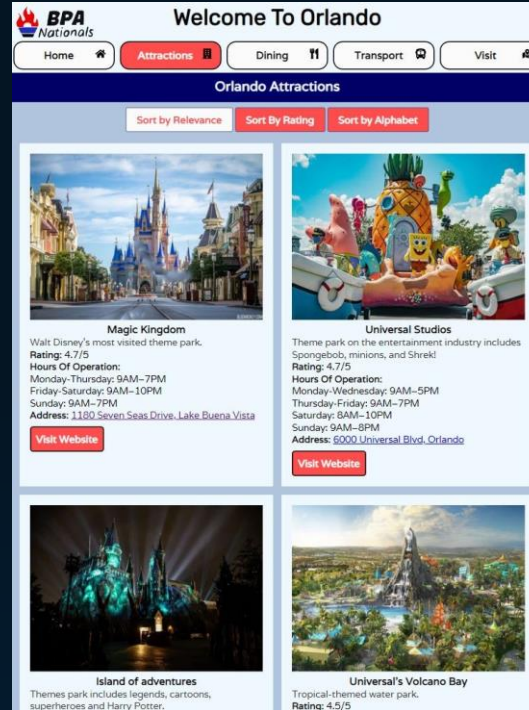 BPA
Nationals
Welcome To Orlando
Home
Attractions
Dining
Transport
Visit
Orlando Attractions
Sort by Relevance
Sort By Rating
Sort by Alphabet
Magic Kingdom
Walt Disney's most visited theme park.
Rating: 4.7/5
Hours Of Operation:
Monday-Thursday: 9AM–7PM
Friday-Saturday: 9AM–10PM
Sunday: 9AM–7PM
Address: 1180 Seven Seas Drive, Lake Buena Vista
Visit Website
Universal Studios
Theme park on the entertainment industry includes
Spongebob, minions, and Shrek!
Rating: 4.7/5
Hours Of Operation:
Monday-Wednesday: 9AM–5PM
Thursday-Friday: 9AM–7PM
Saturday: 8AM–10PM
Sunday: 9AM–8PM
Address: 6000 Universal Blvd, Orlando
Visit Website
Island of adventures
Themes park includes legends, cartoons,
superheroes and Harry Potter.
Universal's Volcano Bay
Tropical-themed water park.
Rating: 4.5/5